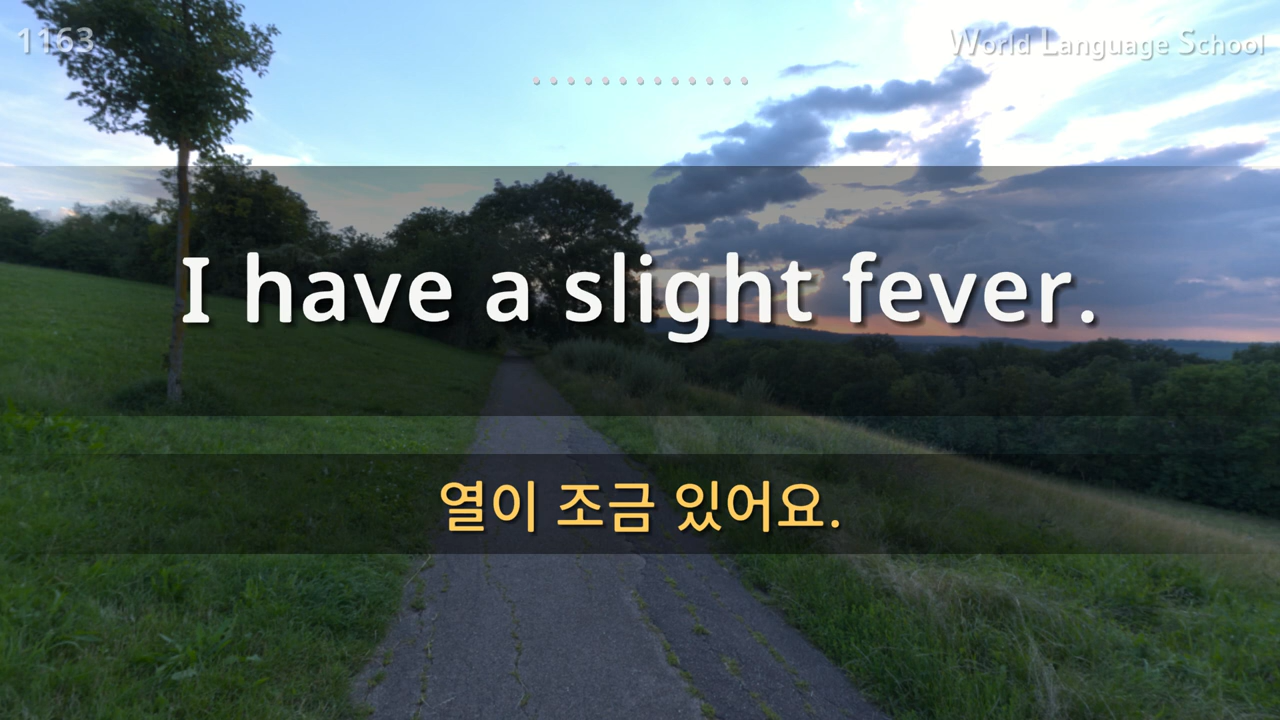 1163
World Language School
I have a slight fever.
열이 조금 있어요.